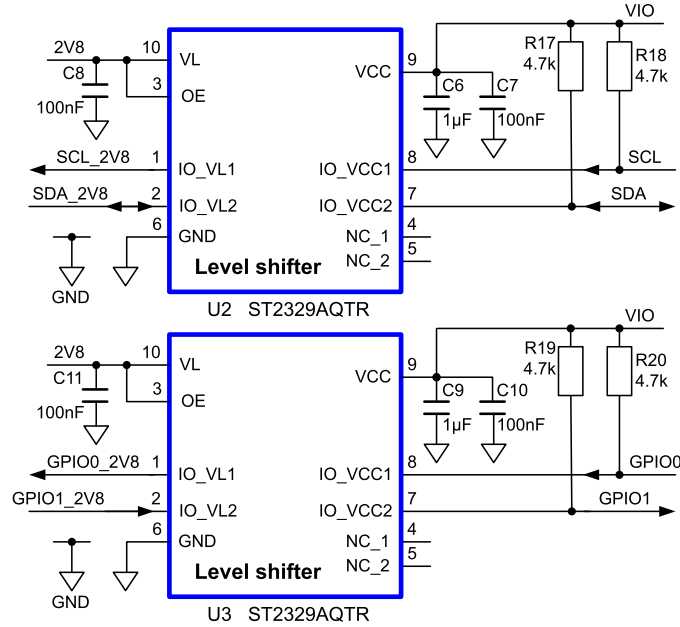 VIO
2V8 10 VL VCC 9 R17 4.7k R18 4.7k
C8 100nF 3 OE C6 1µF C7 100nF
SCL_2V8 1 IO_VL1 IO_VCC1 8 SCL
SDA_2V8 2 IO_VL2 IO_VCC2 7 SDA
6 GND NC_1 4
NC_2 5
GND Level shifter
U2 ST2329AQTR
VIO
2V8 10 VL VCC 9 R19 4.7k R20 4.7k
C11 100nF 3 OE C9 1µF C10 100nF
GPIO0_2V8 1 IO_VL1 IO_VCC1 8 GPIO0
GPIO1_2V8 2 IO_VL2 IO_VCC2 7 GPIO1
6 GND NC_1 4
NC_2 5
GND Level shifter
U3 ST2329AQTR